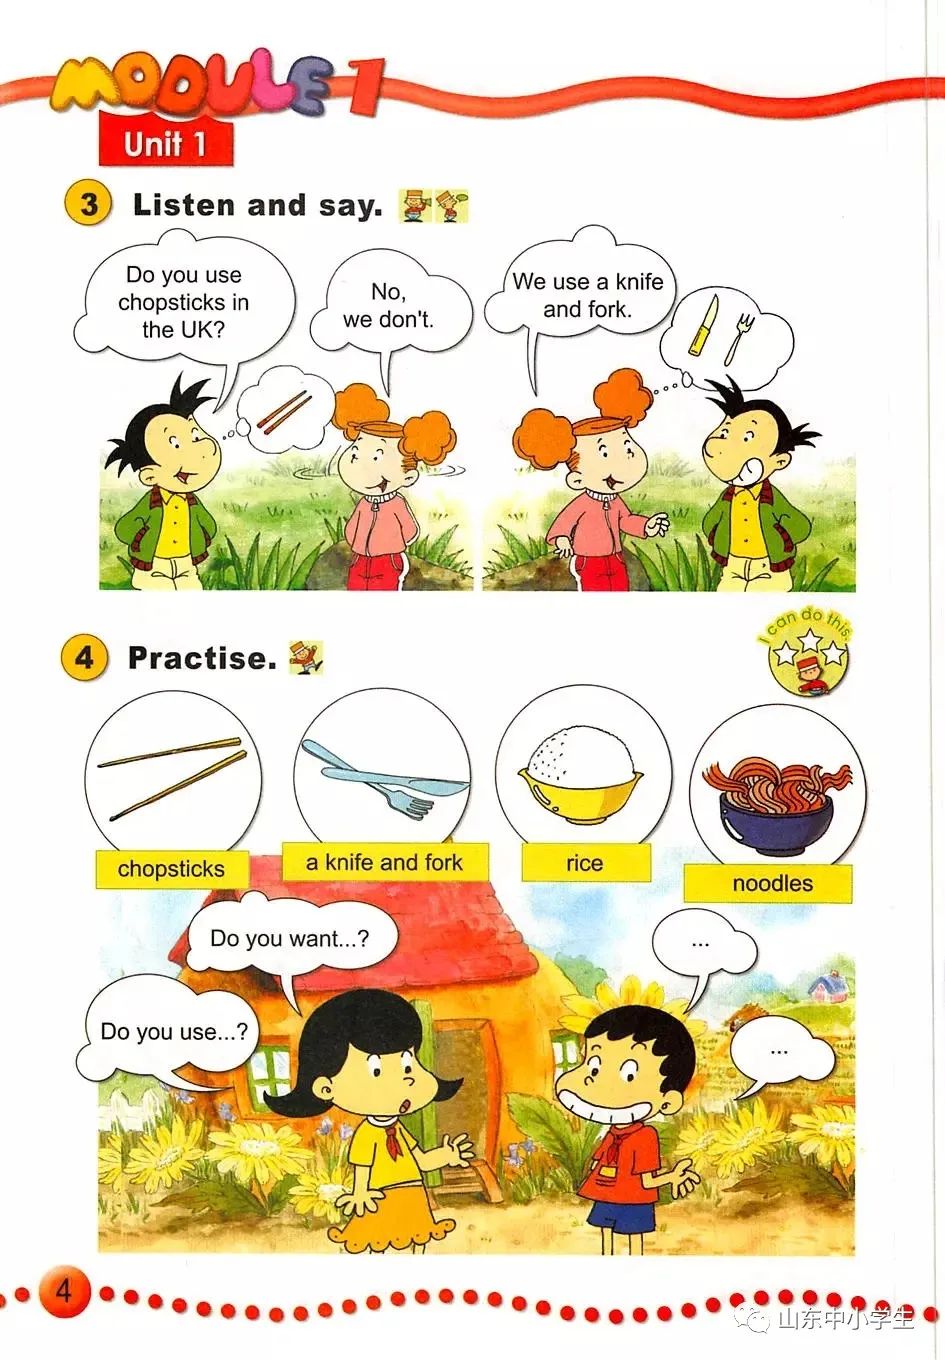 MODULE 1
Unit 1
3 Listen and say.
Do you use
chopsticks in
the UK?
No,
we don't.
We use a knife
and fork.
4 Practise.
I can do this.
chopsticks
a knife and fork
rice
noodles
Do you want...?
...
Do you use...?
...
4
山东中小学生